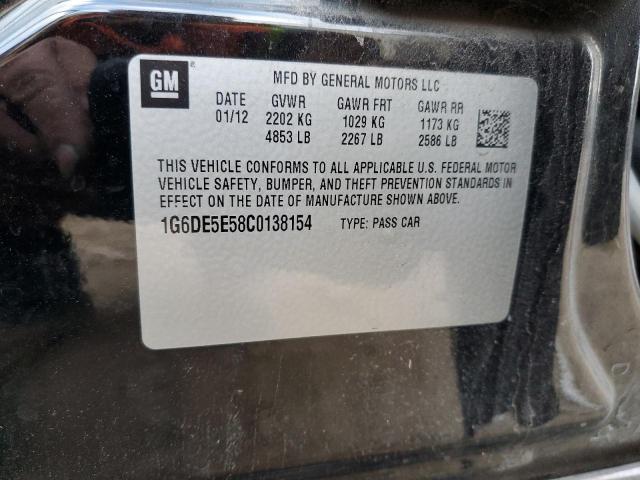 GM ®
MFD BY GENERAL MOTORS LLC
DATE GVWR GAWR FRT GAWR RR
01/12 2202 KG 1029 KG 1173 KG
4853 LB 2267 LB 2586 LB
THIS VEHICLE CONFORMS TO ALL APPLICABLE U.S. FEDERAL MOTOR
VEHICLE SAFETY, BUMPER, AND THEFT PREVENTION STANDARDS IN
EFFECT ON THE DATE OF MANUFACTURE SHOWN ABOVE.
1G6DE5E58C0138154 TYPE: PASS CAR